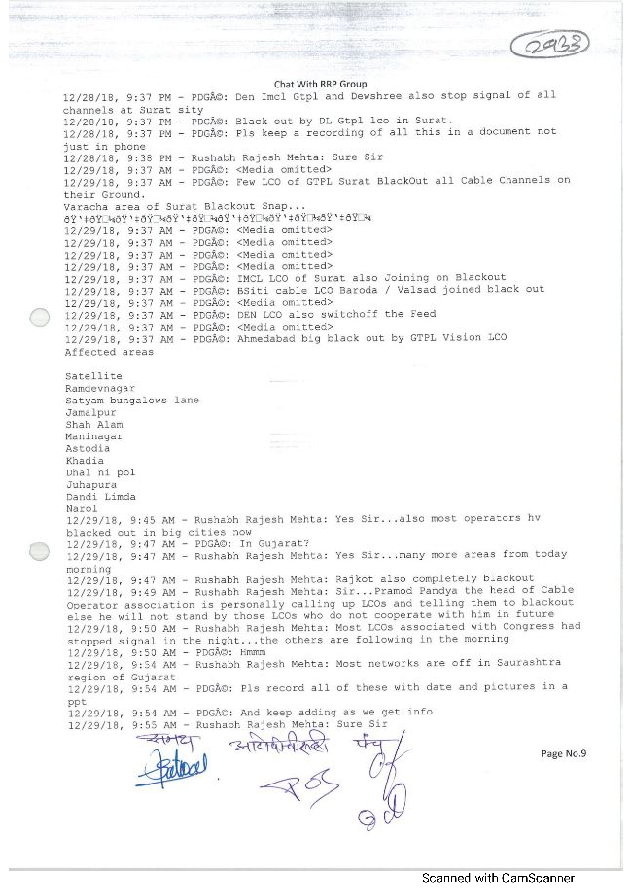 2933
Chat With RRP Group
12/28/18, 9:37 PM - PDGÃ©: Den Imcl Gtpl and Devshree also stop signal of all
channels at Surat sity
12/28/18, 9:37 PM - PDGÃ©: Black out by DL Gtpl lco in Surat.
12/28/18, 9:37 PM - PDGÃ©: Pls keep a recording of all this in a document not
just in phone
12/28/18, 9:38 PM - Rushabh Rajesh Mehta: Sure Sir
12/29/18, 9:37 AM - PDGÃ©: <Media omitted>
12/29/18, 9:37 AM - PDGÃ©: Few LCO of GTPL Surat BlackOut all Cable Channels on
their Ground.
Varacha area of Surat Blackout Snap...
12/29/18, 9:37 AM - PDGÃ©: <Media omitted>
12/29/18, 9:37 AM - PDGÃ©: <Media omitted>
12/29/18, 9:37 AM - PDGÃ©: <Media omitted>
12/29/18, 9:37 AM - PDGÃ©: <Media omitted>
12/29/18, 9:37 AM - PDGÃ©: IMCL LCO of Surat also Joining on Blackout
12/29/18, 9:37 AM - PDGÃ©: BSiti cable LCO Baroda / Valsad joined black out
12/29/18, 9:37 AM - PDGÃ©: <Media omitted>
12/29/18, 9:37 AM - PDGÃ©: DEN LCO also switchoff the Feed
12/29/18, 9:37 AM - PDGÃ©: <Media omitted>
12/29/18, 9:37 AM - PDGÃ©: Ahmedabad big black out by GTPL Vision LCO
Affected areas
Satellite
Ramdevnagar
Satyam bungalows lane
Jamalpur
Shah Alam
Maninagar
Astodia
Khadia
Dhal ni pol
Juhapura
Dandi Limda
Narol
12/29/18, 9:45 AM - Rushabh Rajesh Mehta: Yes Sir...also most operators hv
blacked out in big cities now
12/29/18, 9:47 AM - PDGÃ©: In Gujarat?
12/29/18, 9:47 AM - Rushabh Rajesh Mehta: Yes Sir...many more areas from today
morning
12/29/18, 9:47 AM - Rushabh Rajesh Mehta: Rajkot also completely blackout
12/29/18, 9:49 AM - Rushabh Rajesh Mehta: Sir...Pramod Pandya the head of Cable
Operator association is personally calling up LCOs and telling them to blackout
else he will not stand by those LCOs who do not cooperate with him in future
12/29/18, 9:50 AM - Rushabh Rajesh Mehta: Most LCOs associated with Congress had
stopped signal in the night...the others are following in the morning
12/29/18, 9:50 AM - PDGÃ©: Hmmm
12/29/18, 9:54 AM - Rushabh Rajesh Mehta: Most networks are off in Saurashtra
region of Gujarat
12/29/18, 9:54 AM - PDGÃ©: Pls record all of these with date and pictures in a
ppt
12/29/18, 9:54 AM - PDGÃ©: And keep adding as we get info
12/29/18, 9:55 AM - Rushabh Rajesh Mehta: Sure Sir
पंच
Page No.9
Scanned with CamScanner